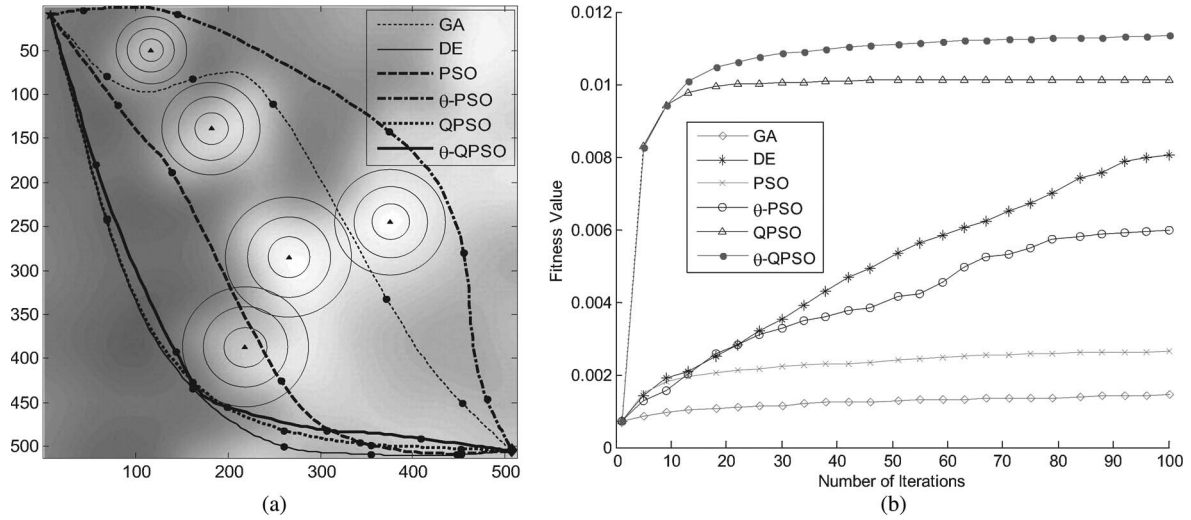 GA
DE
PSO
θ-PSO
QPSO
θ-QPSO
50
100
150
200
250
300
350
400
450
500
100
200
300
400
500
(a)
0.012
0.01
0.008
0.006
0.004
0.002
0
Fitness Value
GA
DE
PSO
θ-PSO
QPSO
θ-QPSO
0 10 20 30 40 50 60 70 80 90 100
Number of Iterations
(b)